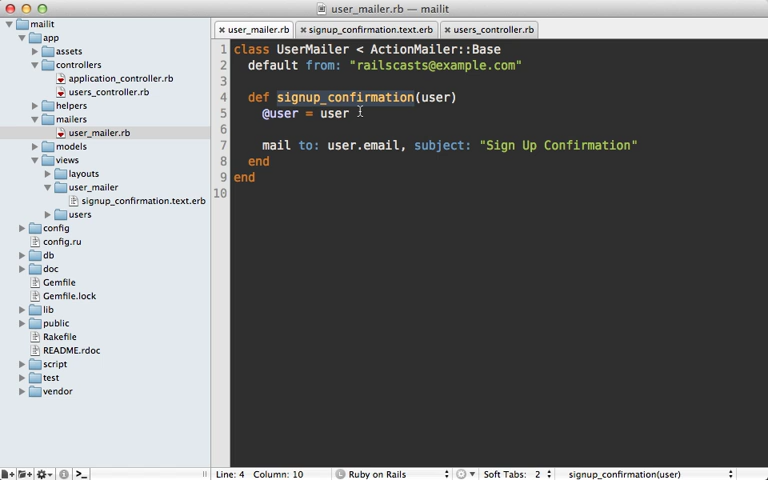 user_mailer.rb — mailit
mailit
app
assets
controllers
application_controller.rb
users_controller.rb
helpers
mailers
user_mailer.rb
models
views
layouts
user_mailer
signup_confirmation.text.erb
users
config
config.ru
db
doc
Gemfile
Gemfile.lock
lib
public
Rakefile
README.rdoc
script
test
vendor
user_mailer.rb
signup_confirmation.text.erb
users_controller.rb
1 class UserMailer < ActionMailer::Base
2 default from: "railscasts@example.com"
3
4 def signup_confirmation(user)
5 @user = user
6
7 mail to: user.email, subject: "Sign Up Confirmation"
8 end
9 end
10
Line: 4 Column: 10 Ruby on Rails Soft Tabs: 2 signup_confirmation(user)